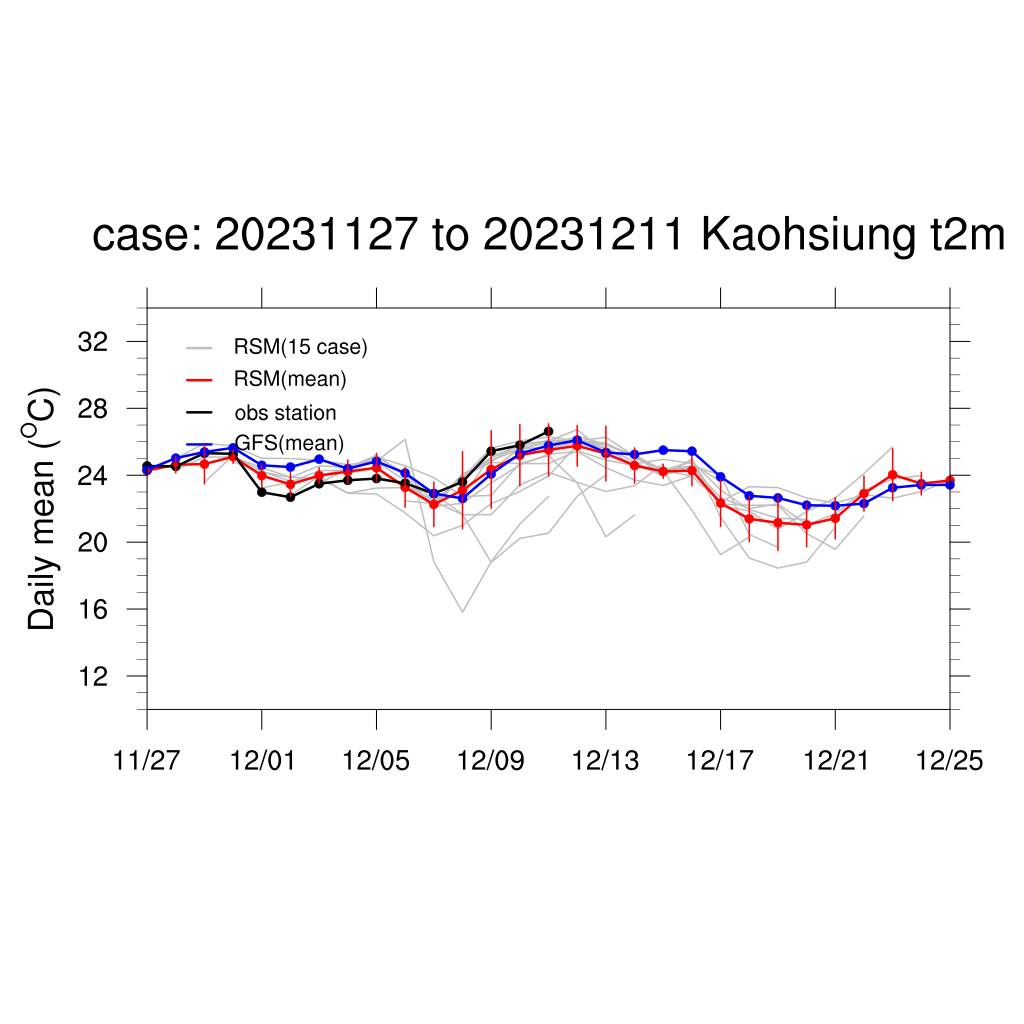 case: 20231127 to 20231211 Kaohsiung t2m
Daily mean (OC)
32
28
24
20
16
12
RSM(15 case)
RSM(mean)
obs station
GFS(mean)
11/27 12/01 12/05 12/09 12/13 12/17 12/21 12/25